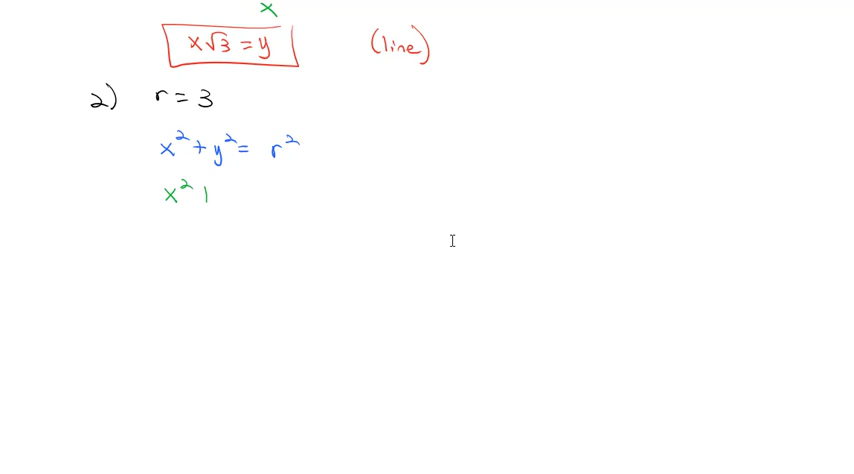 x
x√3 = y (line)
2) r = 3
x² + y² = r²
x² |